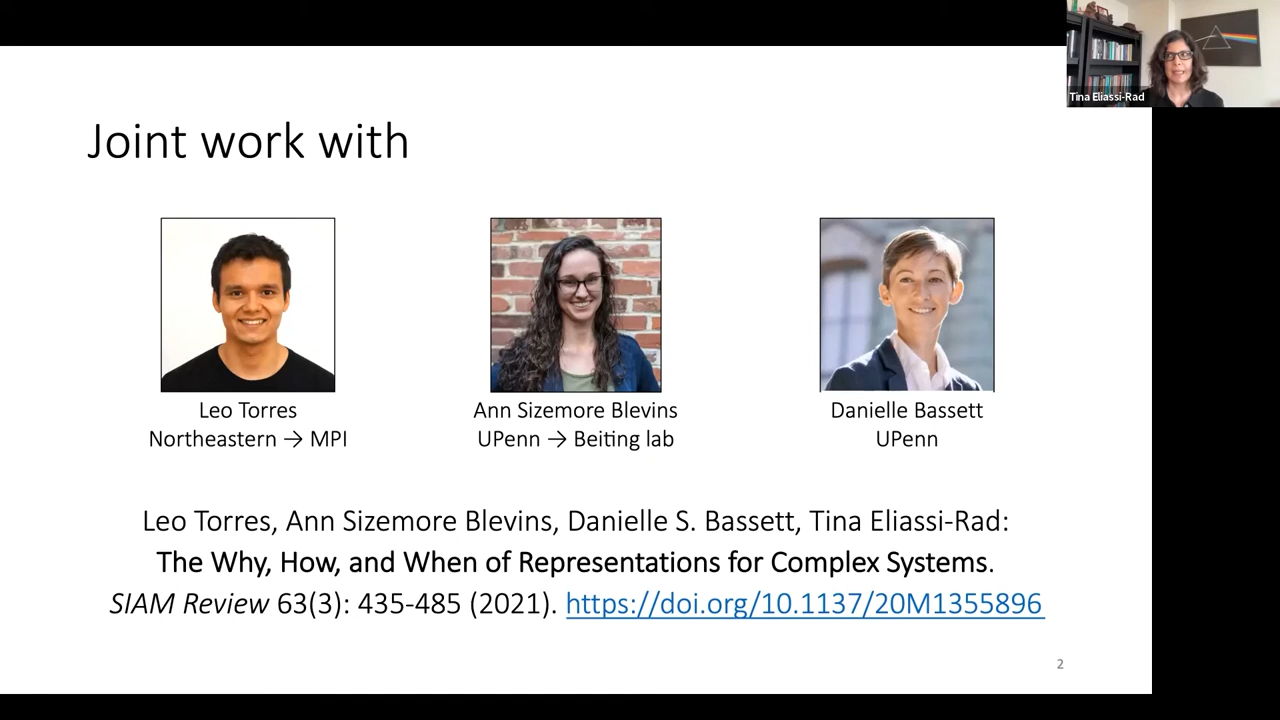 Tina Eliassi-Rad
Joint work with
Leo Torres
Northeastern → MPI
Ann Sizemore Blevins
UPenn → Beiting lab
Danielle Bassett
UPenn
Leo Torres, Ann Sizemore Blevins, Danielle S. Bassett, Tina Eliassi-Rad:
The Why, How, and When of Representations for Complex Systems.
SIAM Review 63(3): 435-485 (2021). https://doi.org/10.1137/20M1355896
2